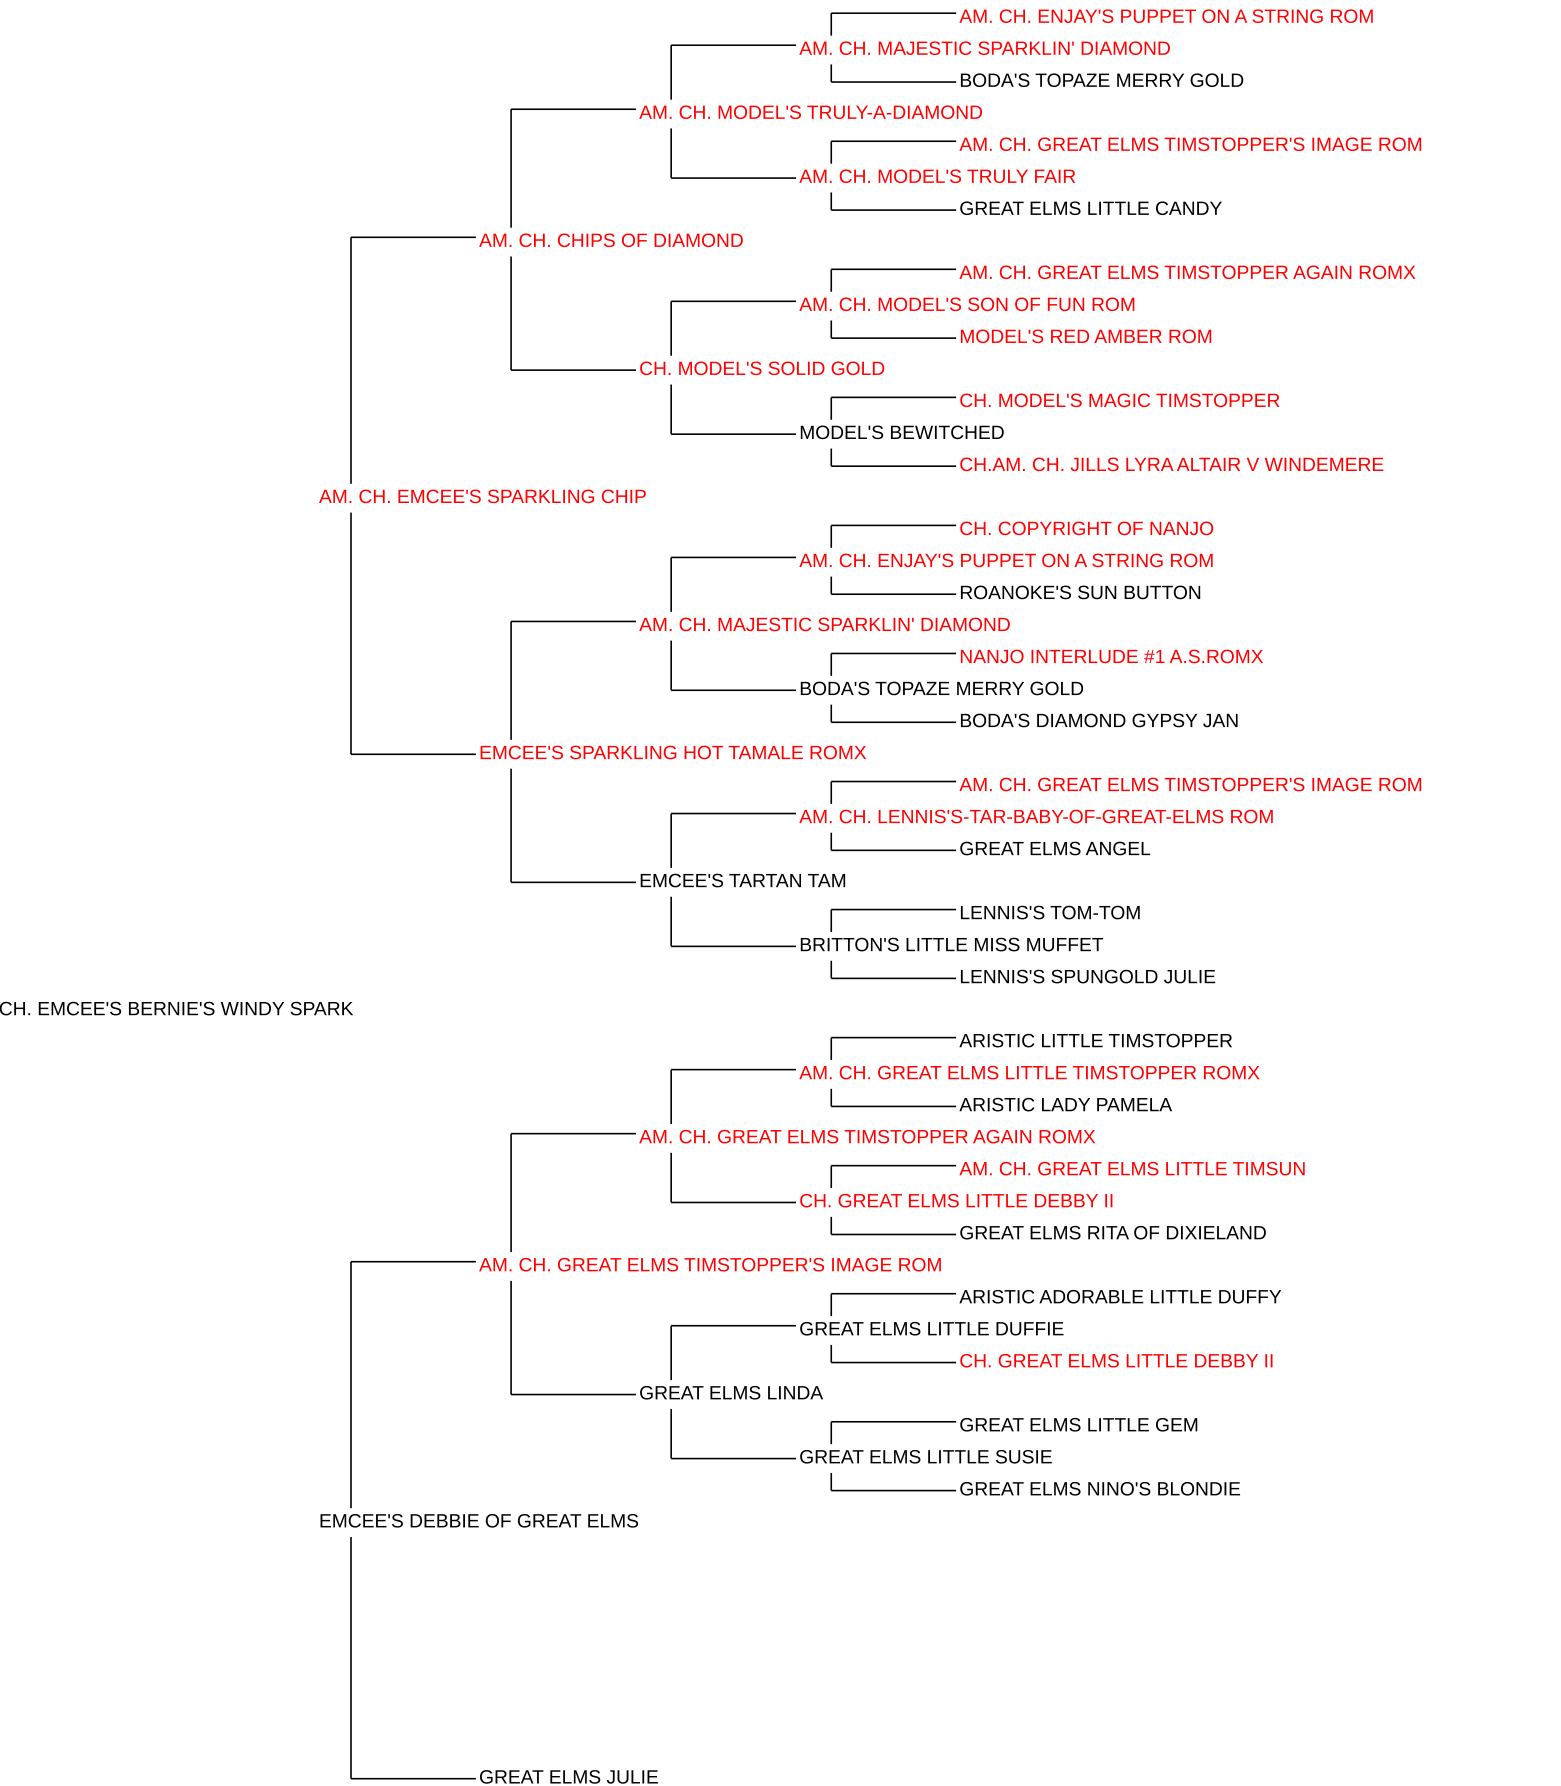 AM. CH. ENJAY'S PUPPET ON A STRING ROM
AM. CH. MAJESTIC SPARKLIN' DIAMOND
BODA'S TOPAZE MERRY GOLD
AM. CH. MODEL'S TRULY-A-DIAMOND
AM. CH. GREAT ELMS TIMSTOPPER'S IMAGE ROM
AM. CH. MODEL'S TRULY FAIR
GREAT ELMS LITTLE CANDY
AM. CH. CHIPS OF DIAMOND
AM. CH. GREAT ELMS TIMSTOPPER AGAIN ROMX
AM. CH. MODEL'S SON OF FUN ROM
MODEL'S RED AMBER ROM
CH. MODEL'S SOLID GOLD
CH. MODEL'S MAGIC TIMSTOPPER
MODEL'S BEWITCHED
CH.AM. CH. JILLS LYRA ALTAIR V WINDEMERE
AM. CH. EMCEE'S SPARKLING CHIP
CH. COPYRIGHT OF NANJO
AM. CH. ENJAY'S PUPPET ON A STRING ROM
ROANOKE'S SUN BUTTON
AM. CH. MAJESTIC SPARKLIN' DIAMOND
NANJO INTERLUDE #1 A.S.ROMX
BODA'S TOPAZE MERRY GOLD
BODA'S DIAMOND GYPSY JAN
EMCEE'S SPARKLING HOT TAMALE ROMX
AM. CH. GREAT ELMS TIMSTOPPER'S IMAGE ROM
AM. CH. LENNIS'S-TAR-BABY-OF-GREAT-ELMS ROM
GREAT ELMS ANGEL
EMCEE'S TARTAN TAM
LENNIS'S TOM-TOM
BRITTON'S LITTLE MISS MUFFET
LENNIS'S SPUNGOLD JULIE
CH. EMCEE'S BERNIE'S WINDY SPARK
ARISTIC LITTLE TIMSTOPPER
AM. CH. GREAT ELMS LITTLE TIMSTOPPER ROMX
ARISTIC LADY PAMELA
AM. CH. GREAT ELMS TIMSTOPPER AGAIN ROMX
AM. CH. GREAT ELMS LITTLE TIMSUN
CH. GREAT ELMS LITTLE DEBBY II
GREAT ELMS RITA OF DIXIELAND
AM. CH. GREAT ELMS TIMSTOPPER'S IMAGE ROM
ARISTIC ADORABLE LITTLE DUFFY
GREAT ELMS LITTLE DUFFIE
CH. GREAT ELMS LITTLE DEBBY II
GREAT ELMS LINDA
GREAT ELMS LITTLE GEM
GREAT ELMS LITTLE SUSIE
GREAT ELMS NINO'S BLONDIE
EMCEE'S DEBBIE OF GREAT ELMS
GREAT ELMS JULIE